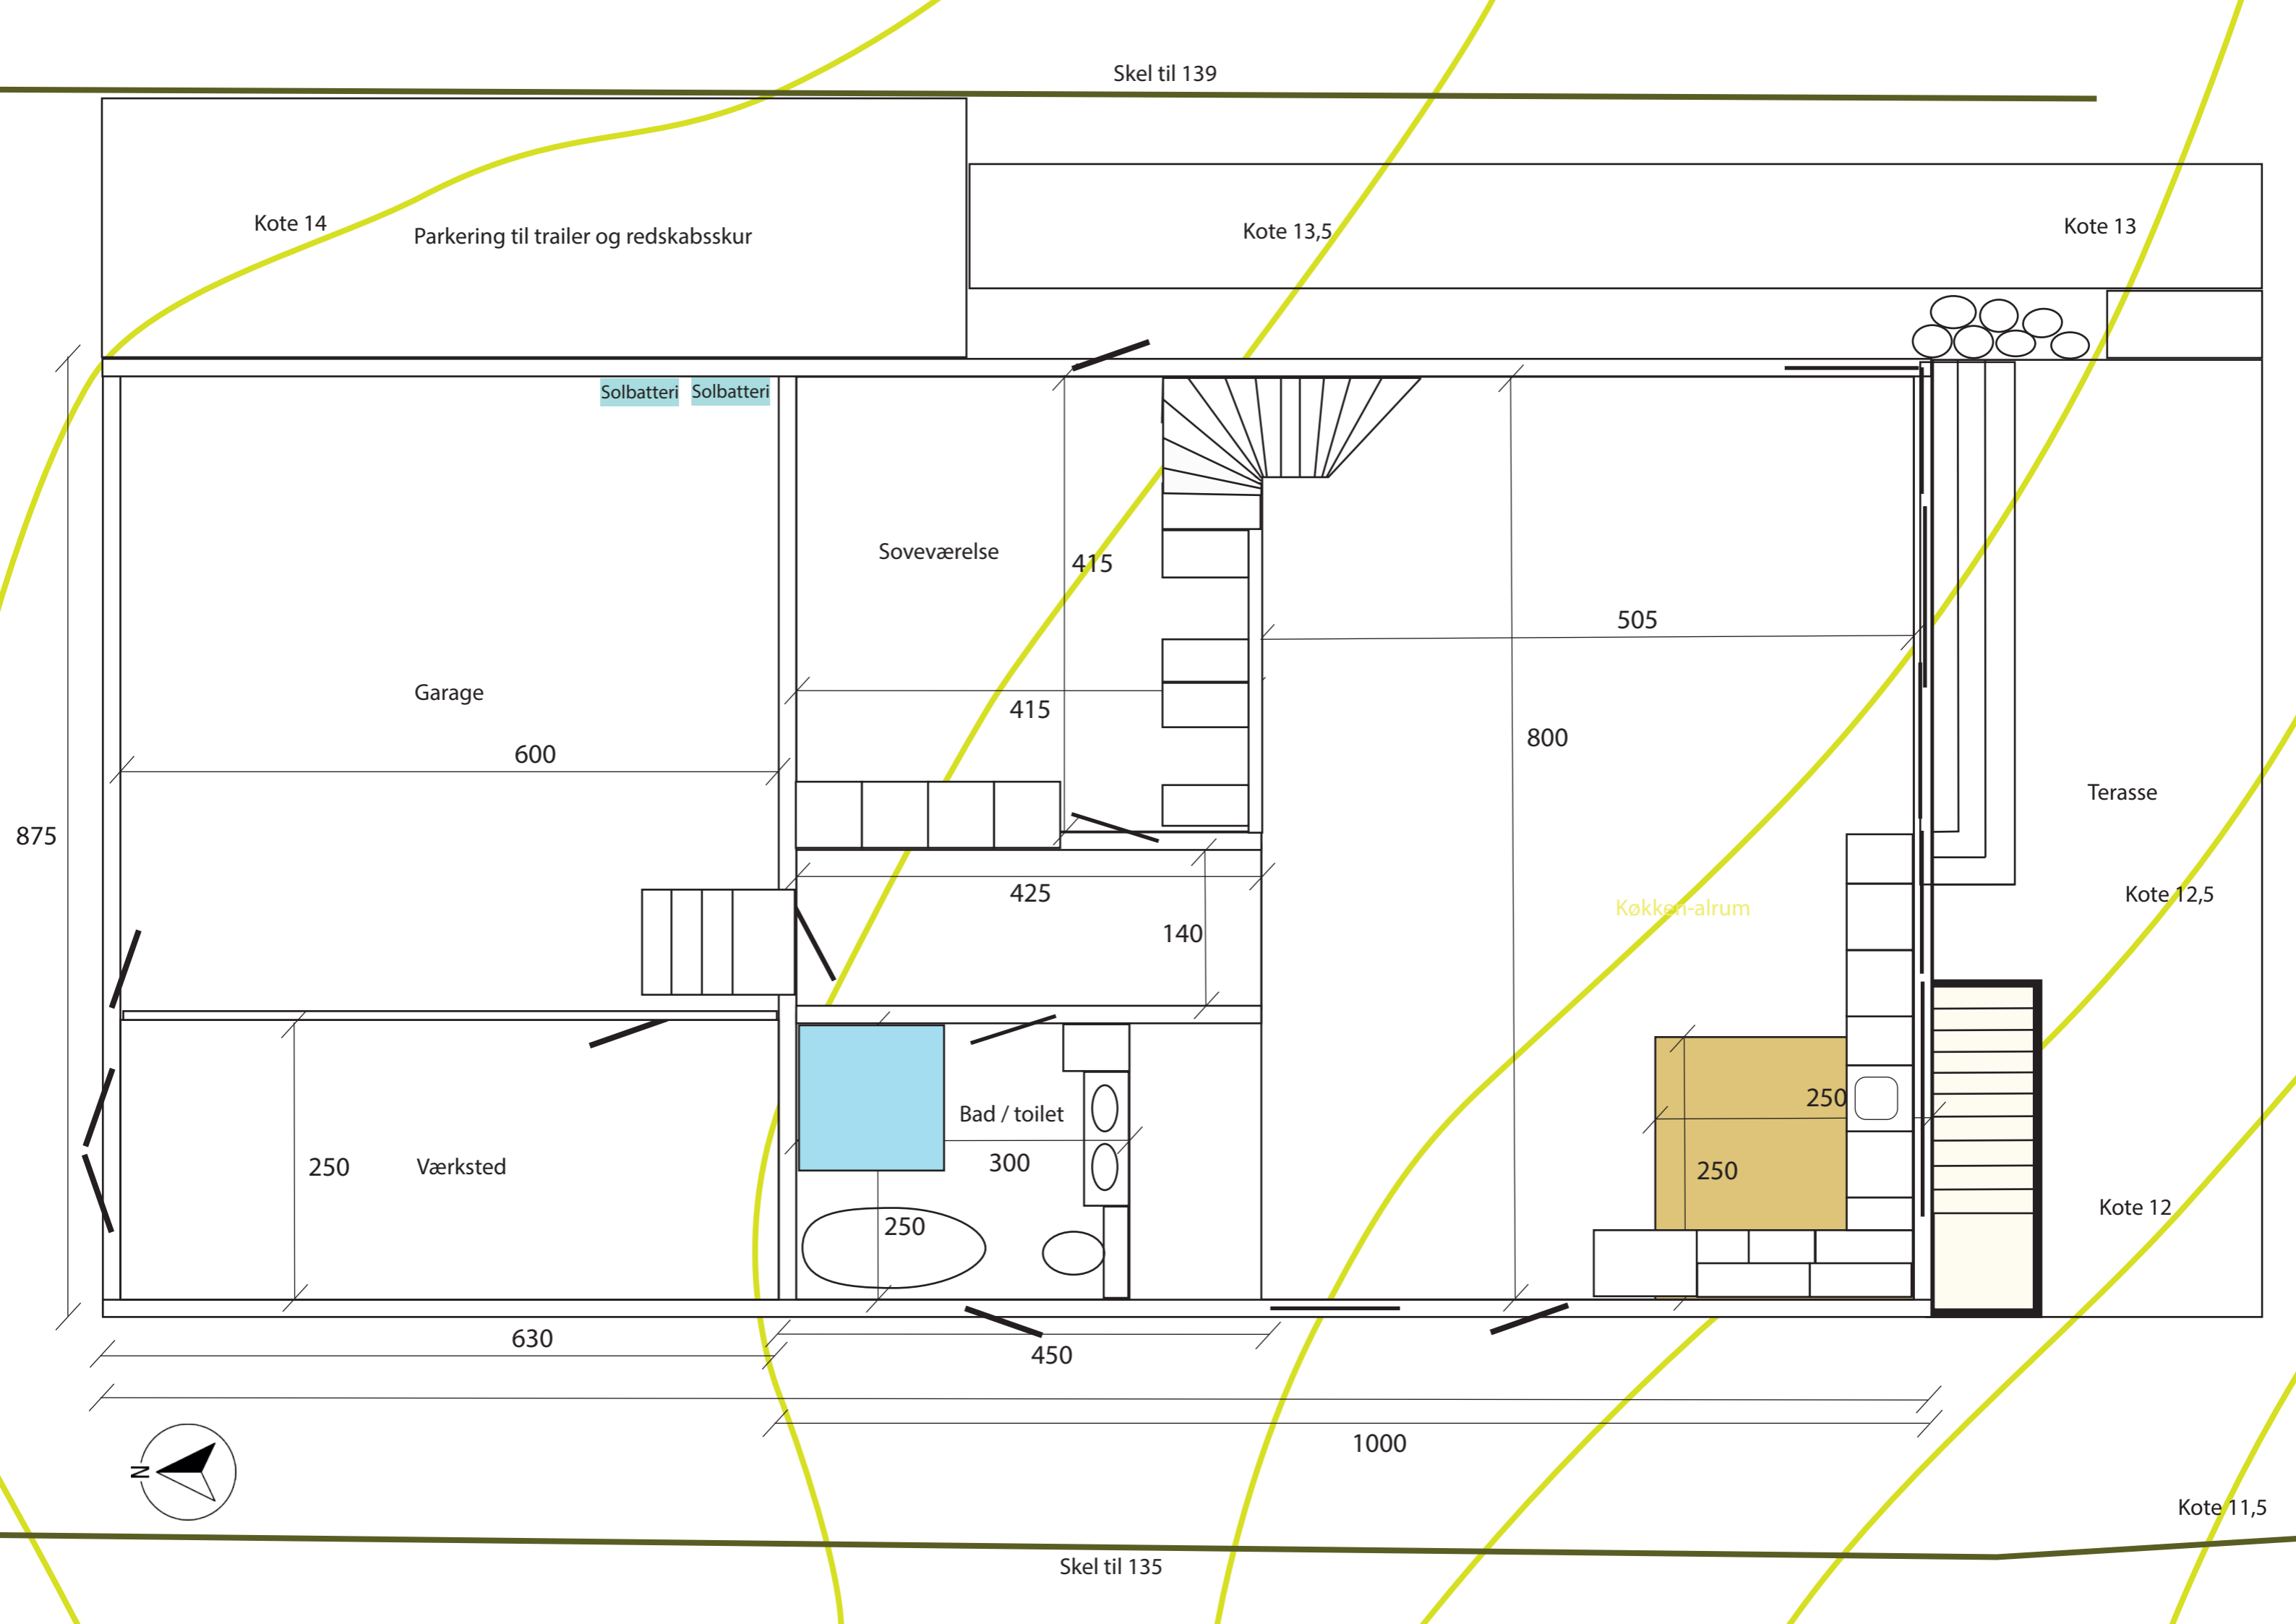 Skel til 139
Kote 14
Parkering til trailer og redskabsskur
Kote 13,5
Kote 13
Solbatteri
Solbatteri
Soveværelse
415
505
Garage
415
600
800
Terasse
875
425
Køkken-alrum
Kote 12,5
140
250
Bad / toilet
250
Værksted
300
250
250
Kote 12
630
450
1000
N
Kote 11,5
Skel til 135